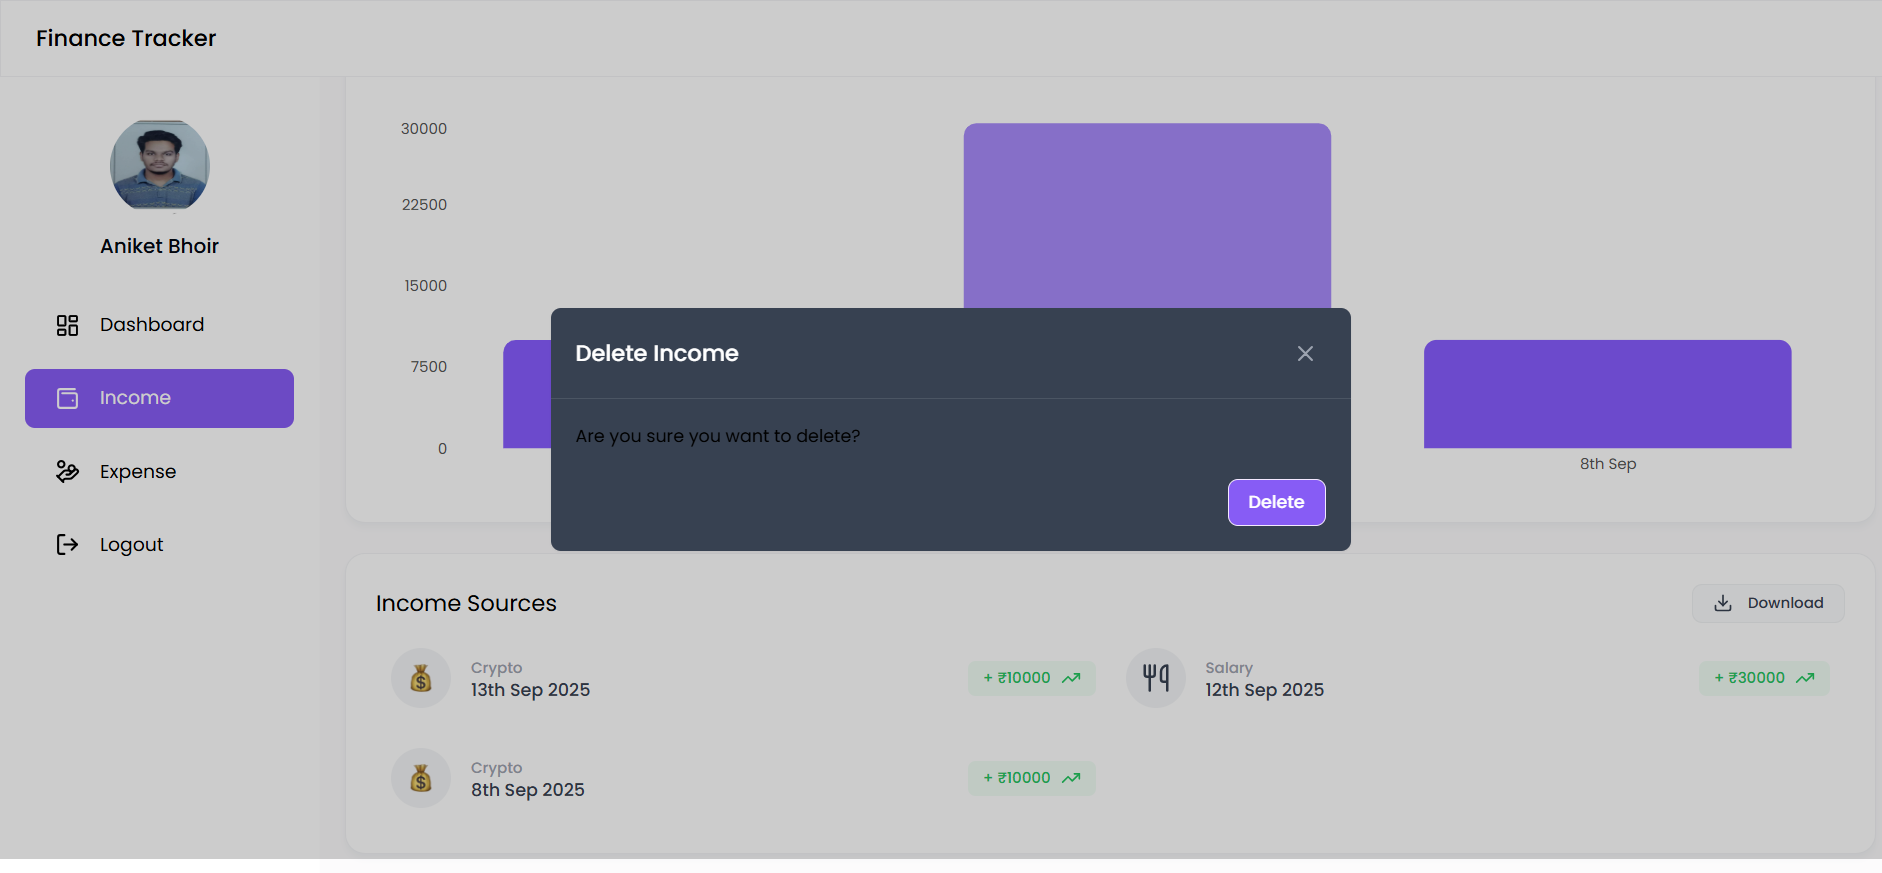 Finance Tracker
Aniket Bhoir
Dashboard
Income
Expense
Logout
30000
22500
15000
7500
0
8th Sep
Delete Income
Are you sure you want to delete?
Delete
Income Sources
Download
Crypto
13th Sep 2025
+ ₹10000
Salary
12th Sep 2025
+ ₹30000
Crypto
8th Sep 2025
+ ₹10000